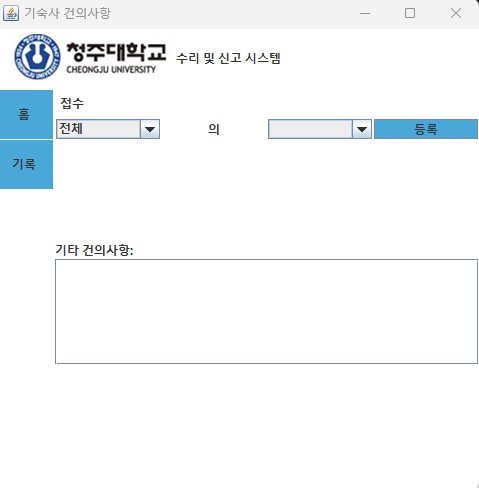 기숙사 건의사항
청주대학교
CHEONGJU UNIVERSITY
수리 및 신고 시스템
홈
접수
전체 의 등록
기록
기타 건의사항: